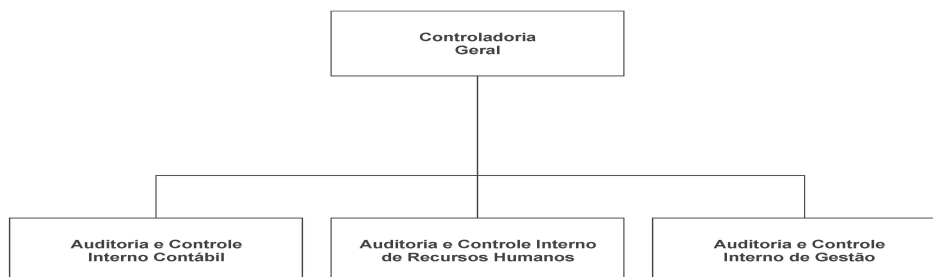 Controladoria
Geral
Auditoria e Controle
Interno Contábil
Auditoria e Controle Interno
de Recursos Humanos
Auditoria e Controle
Interno de Gestão